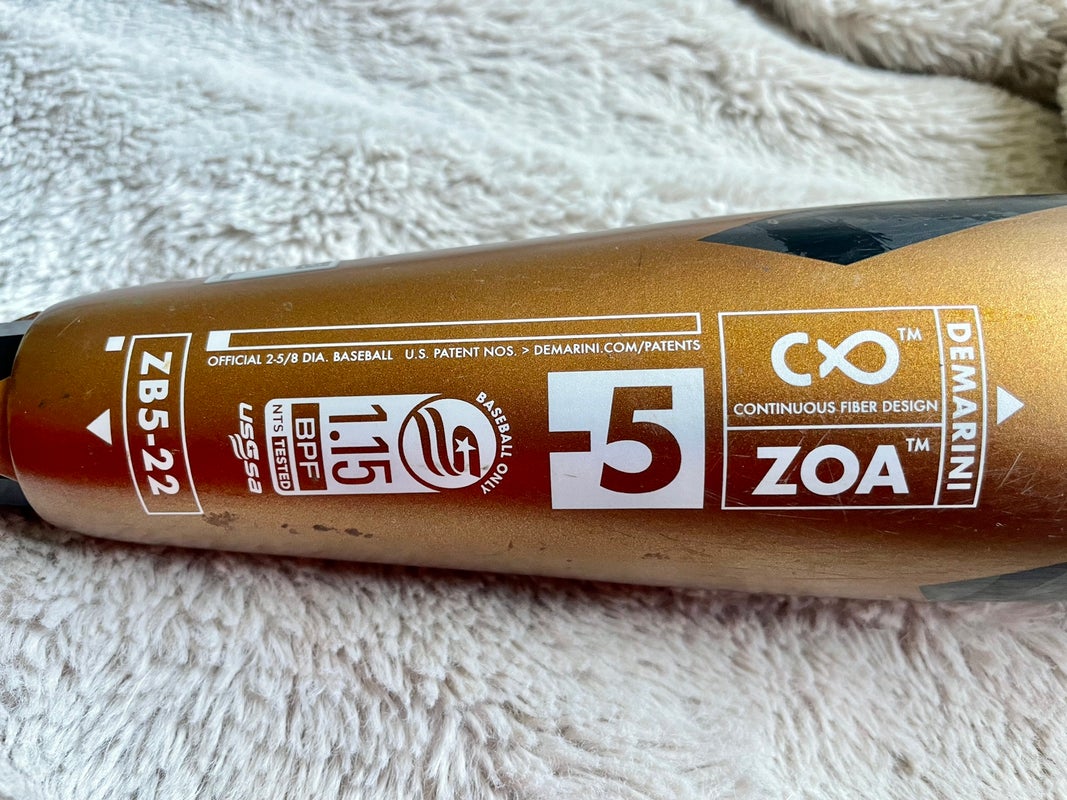 ZB5-22
OFFICIAL 2-5/8 DIA. BASEBALL U.S. PATENT NOS. > DEMARINI.COM/PATENTS
USSSA
NTS TESTED
BPF
1.15
BASEBALL ONLY
-5
C∞™
CONTINUOUS FIBER DESIGN
ZOA™
DEMARINI